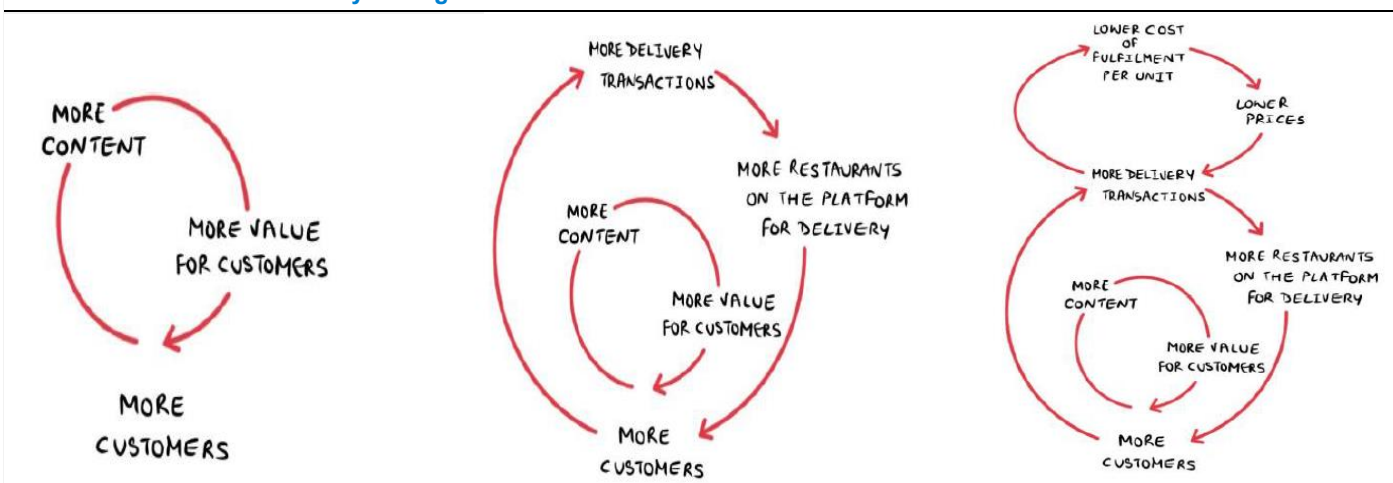 MORE
CONTENT
MORE VALUE
FOR CUSTOMERS
MORE
CUSTOMERS
MORE DELIVERY
TRANSACTIONS
MORE RESTAURANTS
ON THE PLATFORM
FOR DELIVERY
MORE
CONTENT
MORE VALUE
FOR CUSTOMERS
MORE
CUSTOMERS
LOWER COST
OF
FULFILMENT
PER UNIT
LOWER
PRICES
MORE DELIVERY
TRANSACTIONS
MORE RESTAURANTS
ON THE PLATFORM
FOR DELIVERY
MORE
CONTENT
MORE VALUE
FOR CUSTOMERS
MORE
CUSTOMERS